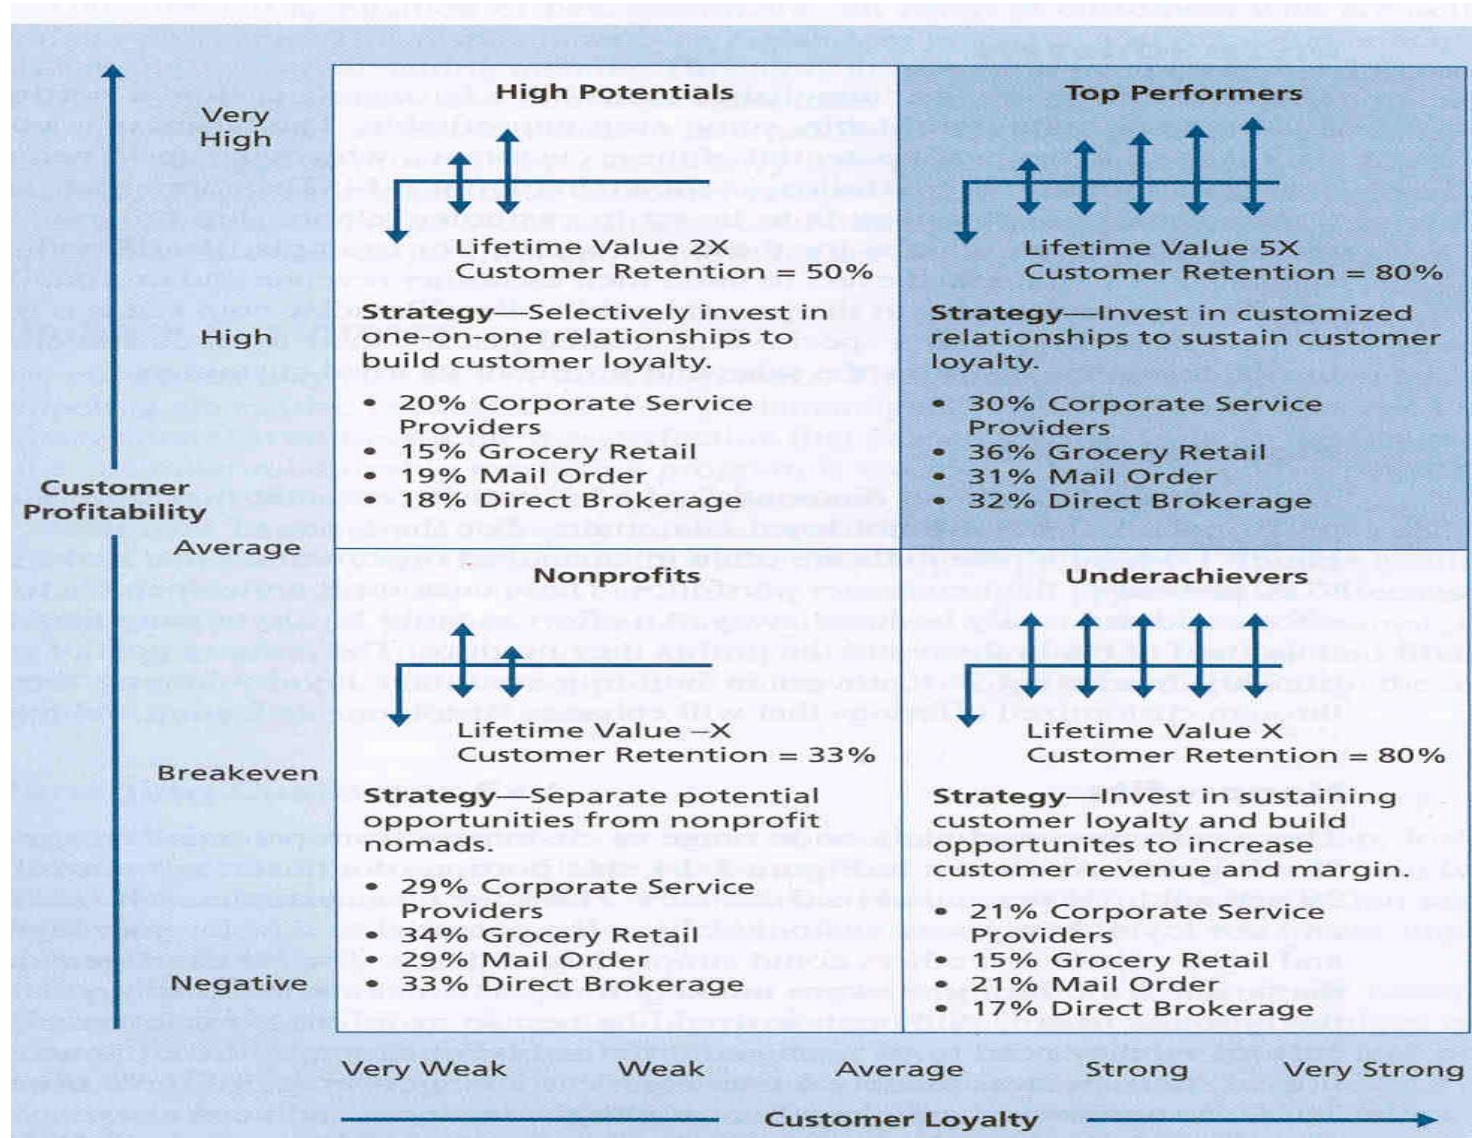 Very
High
High
Customer
Profitability
Average
Breakeven
Negative
High Potentials
Lifetime Value 2X
Customer Retention = 50%
Strategy—Selectively invest in
one-on one relationships to
build customer loyalty.
• 20% Corporate Service
Providers
• 15% Grocery Retail
• 19% Mail Order
• 18% Direct Brokerage
Top Performers
Lifetime Value 5X
Customer Retention = 80%
Strategy—Invest in customized
relationships to sustain customer
loyalty.
• 30% Corporate Service
Providers
• 36% Grocery Retail
• 31% Mail Order
• 32% Direct Brokerage
Nonprofits
Lifetime Value –X
Customer Retention = 33%
Strategy—Separate potential
opportunities from nonprofit
nomads.
• 29% Corporate Service
Providers
• 34% Grocery Retail
• 29% Mail Order
• 33% Direct Brokerage
Underachievers
Lifetime Value X
Customer Retention = 80%
Strategy—Invest in sustaining
customer loyalty and build
opportunites to increase
customer revenue and margin.
• 21% Corporate Service
Providers
• 15% Grocery Retail
• 21% Mail Order
• 17% Direct Brokerage
Very Weak Weak Average Strong Very Strong
Customer Loyalty